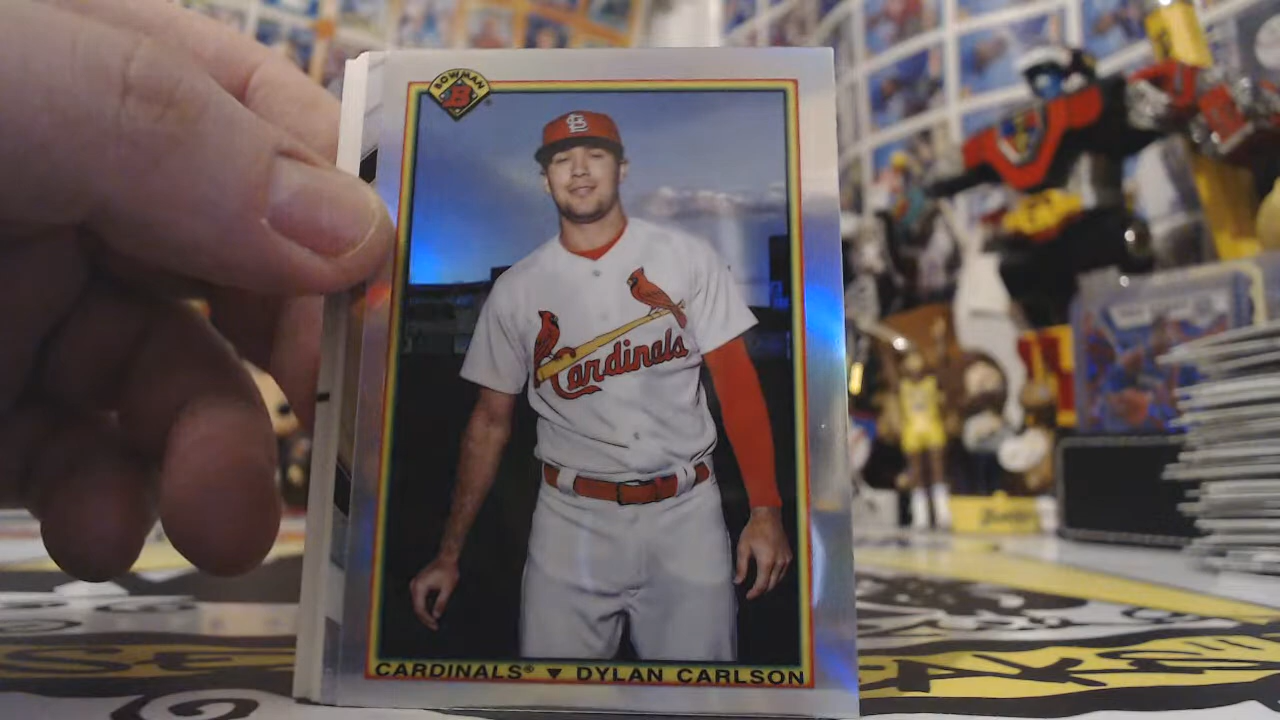 BOWMAN
B
STL
Cardinals
CARDINALS® ▼ DYLAN CARLSON